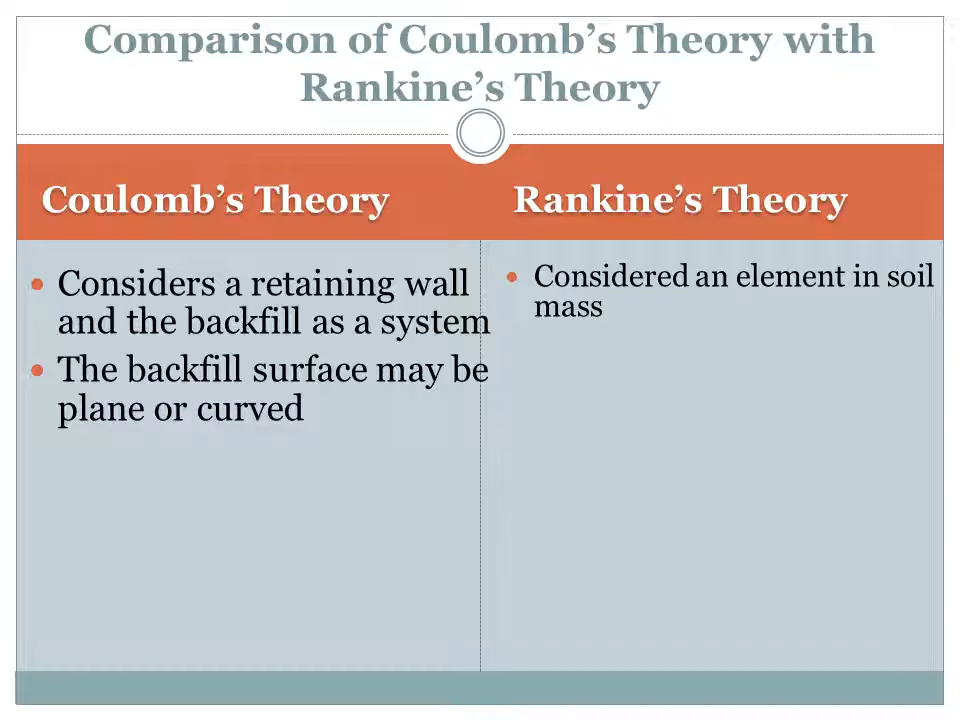 Comparison of Coulomb’s Theory with
Rankine’s Theory
Coulomb’s Theory
Rankine’s Theory
• Considers a retaining wall
and the backfill as a system
• The backfill surface may be
plane or curved
• Considered an element in soil
mass